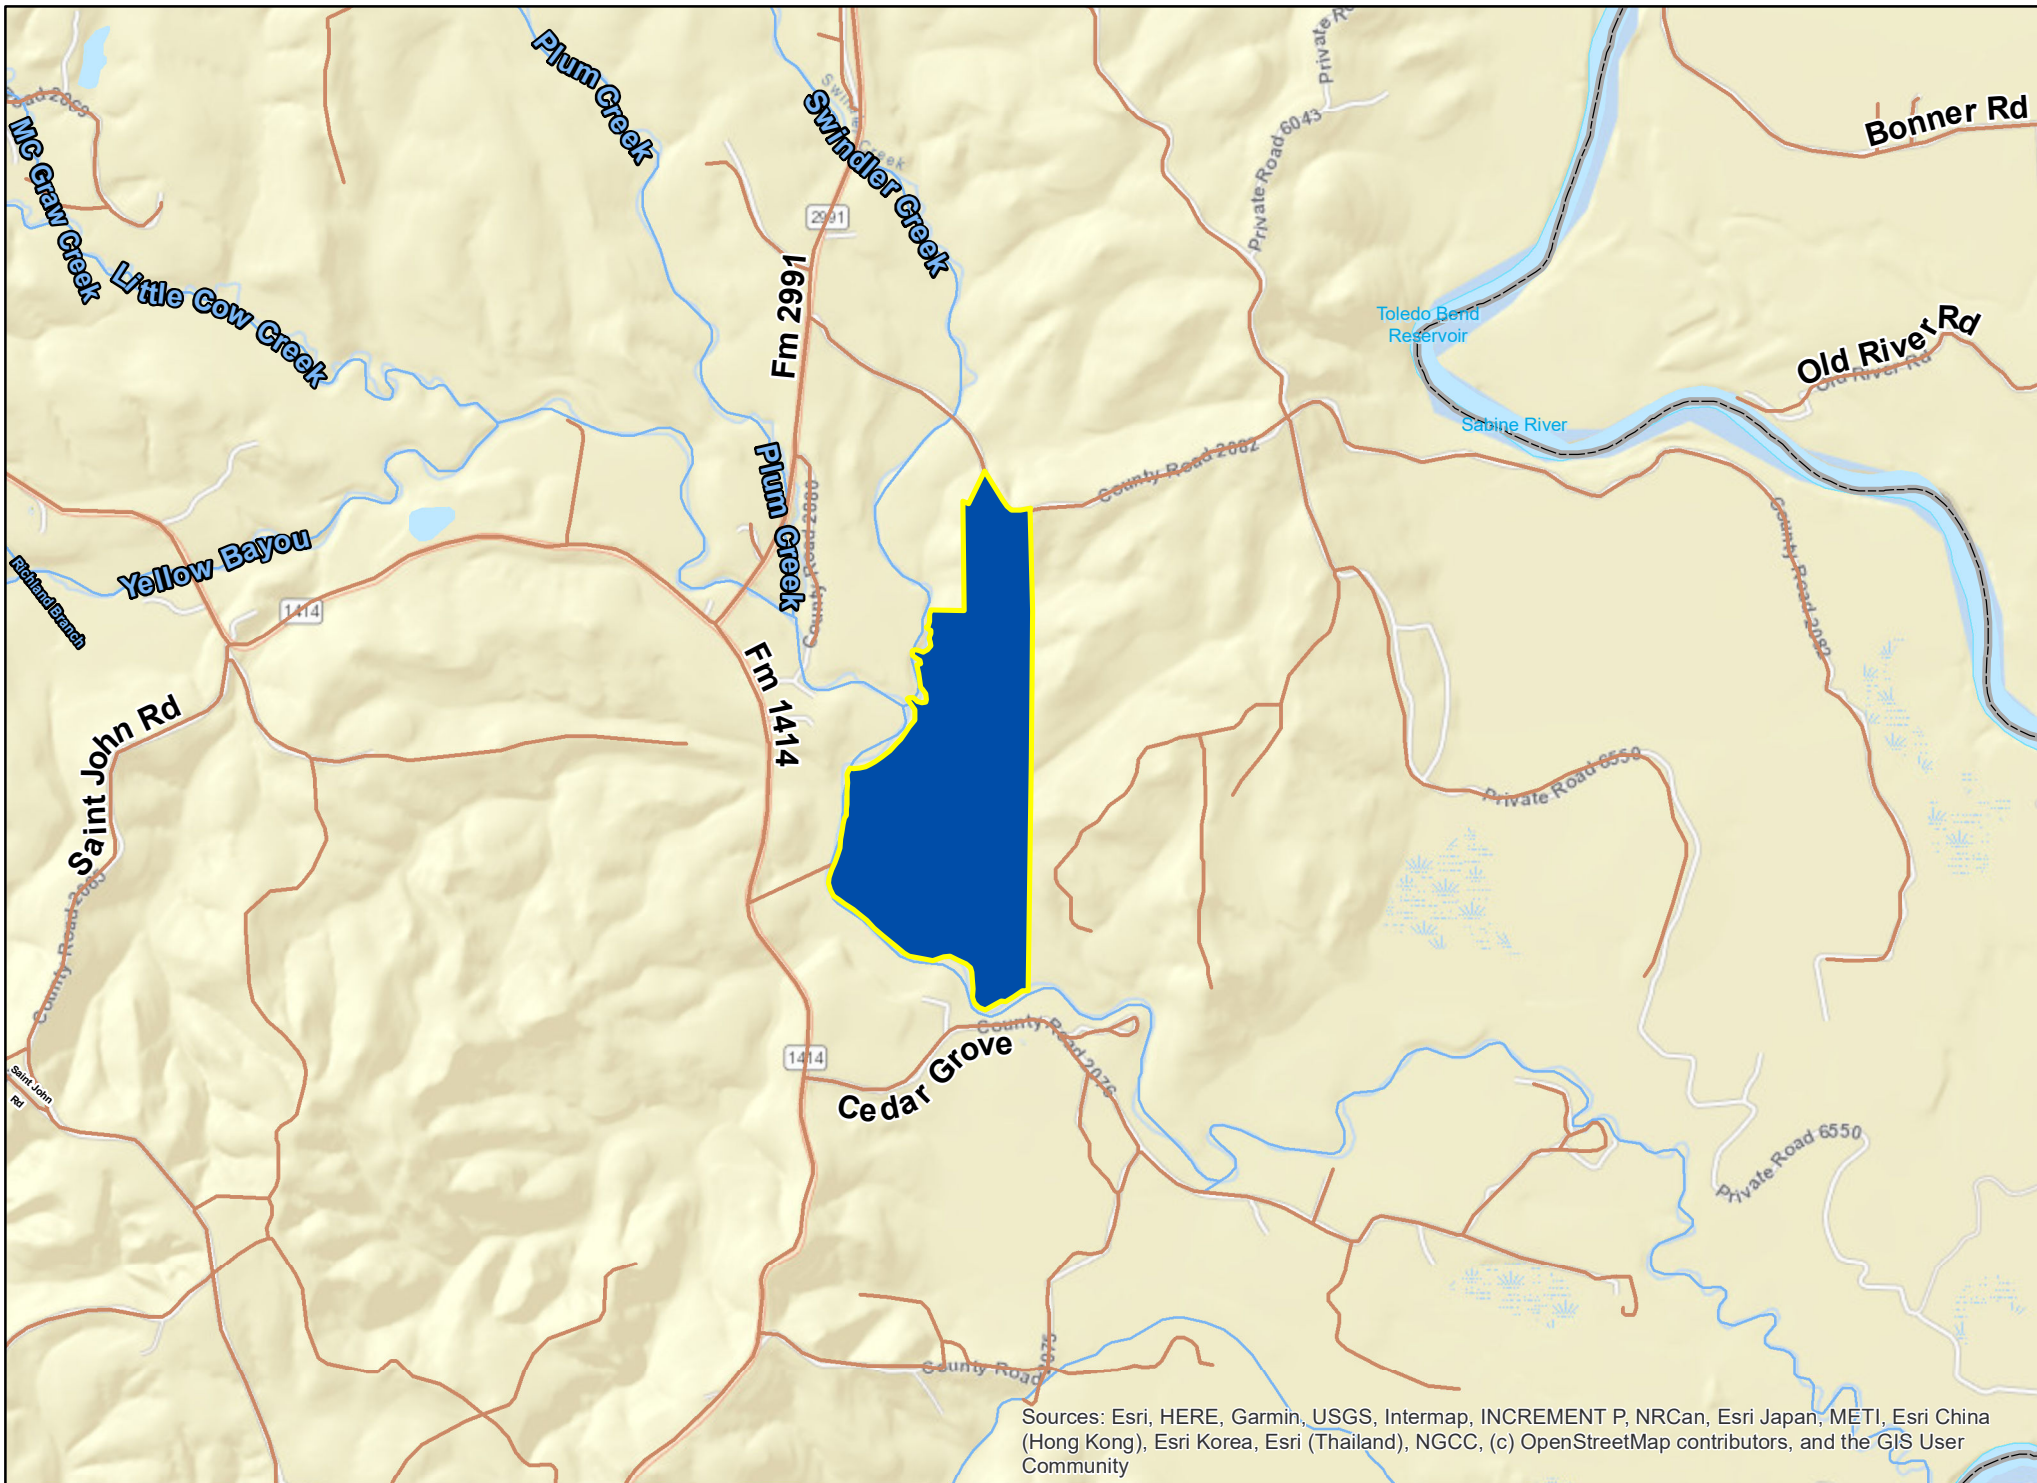 Plum Creek
Swindler Creek
Private Road 6043
Bonner Rd
MC Graw Creek
2991
Little Cow Creek
Fm 2991
Toledo Bend
Reservoir
Old River Rd
Old River Rd
Sabine River
County Road 2082
Plum Creek
County Road 2080
County Road 2082
Yellow Bayou
Richland Branch
1414
Fm 1414
Saint John Rd
Private Road 6550
County Road 2063
County Road 2076
1414
Cedar Grove
Saint John
Rd
Private Road 6550
County Road 2075
Sources: Esri, HERE, Garmin, USGS, Intermap, INCREMENT P, NRCan, Esri Japan, METI, Esri China
(Hong Kong), Esri Korea, Esri (Thailand), NGCC, (c) OpenStreetMap contributors, and the GIS User
Community